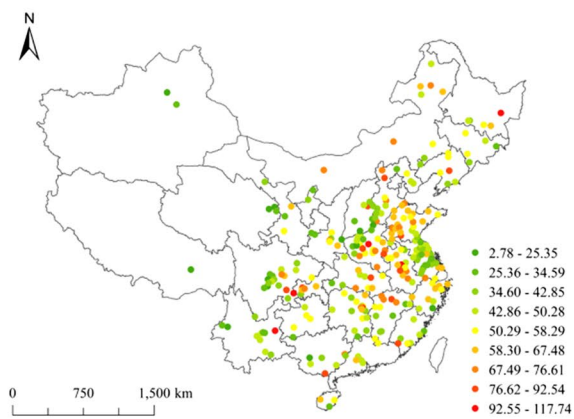 N
2.78 - 25.35
25.36 - 34.59
34.60 - 42.85
42.86 - 50.28
50.29 - 58.29
58.30 - 67.48
67.49 - 76.61
76.62 - 92.54
92.55 - 117.74
0 750 1,500 km